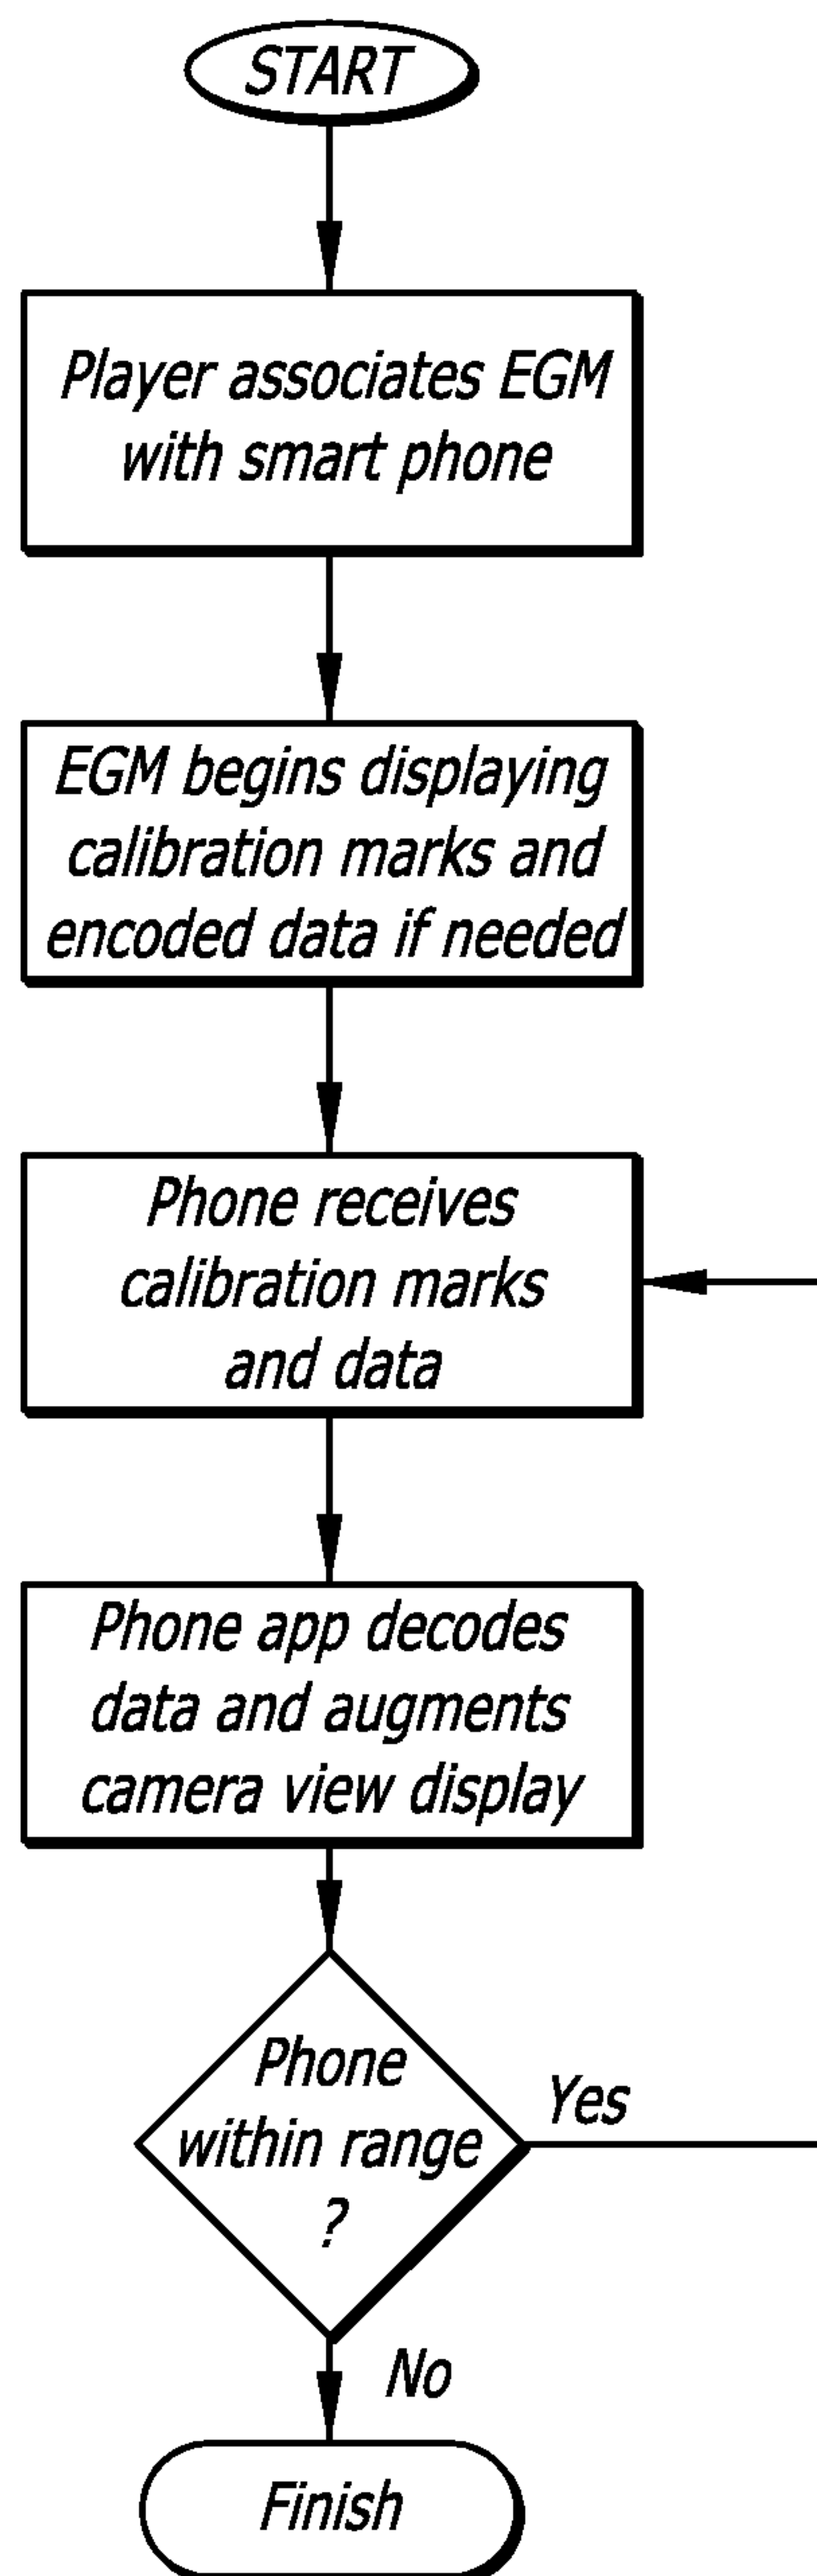 START
Player associates EGM
with smart phone
EGM begins displaying
calibration marks and
encoded data if needed
Phone receives
calibration marks
and data
Phone app decodes
data and augments
camera view display
Phone
within range
?
Yes
No
Finish